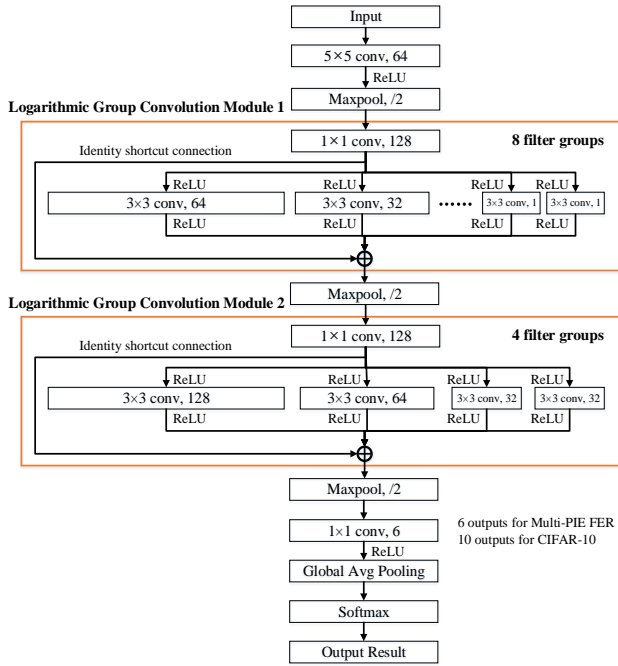 Input
5×5 conv, 64
ReLU
Maxpool, /2
Logarithmic Group Convolution Module 1
1×1 conv, 128
8 filter groups
Identity shortcut connection
ReLU ReLU ReLU ReLU
3×3 conv, 64 3×3 conv, 32 ...... 3×3 conv, 1 3×3 conv, 1
ReLU ReLU ReLU ReLU
Maxpool, /2
Logarithmic Group Convolution Module 2
1×1 conv, 128
4 filter groups
Identity shortcut connection
ReLU ReLU ReLU ReLU
3×3 conv, 128 3×3 conv, 64 3×3 conv, 32 3×3 conv, 32
ReLU ReLU ReLU ReLU
Maxpool, /2
1×1 conv, 6
6 outputs for Multi-PIE FER
10 outputs for CIFAR-10
ReLU
Global Avg Pooling
Softmax
Output Result